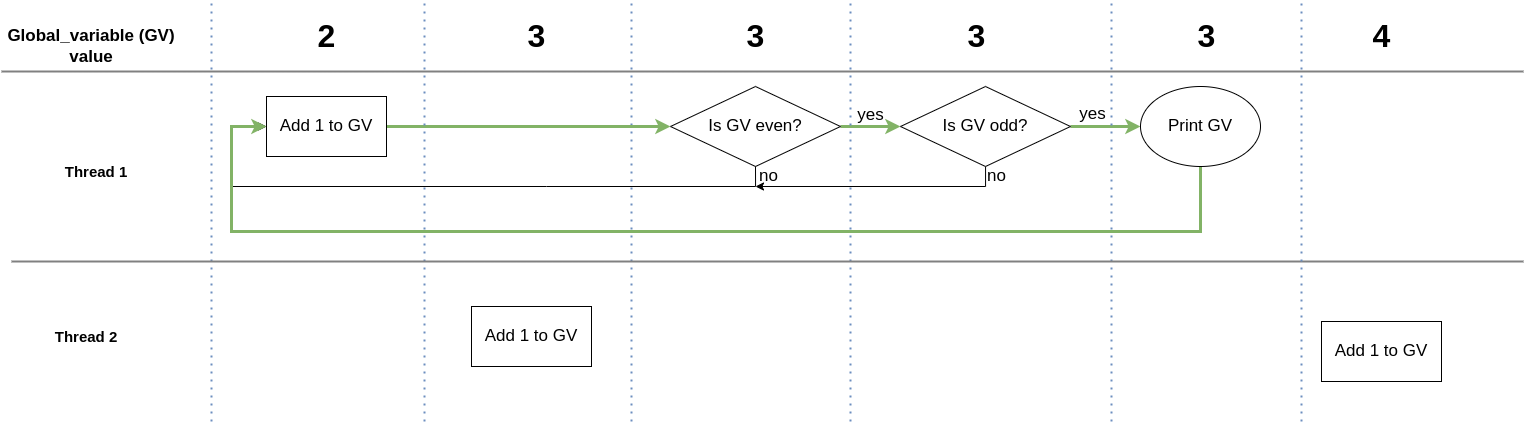 Global_variable (GV)
value
2
3
3
3
3
4
Thread 1
Add 1 to GV
Is GV even?
yes
no
Is GV odd?
yes
no
Print GV
Thread 2
Add 1 to GV
Add 1 to GV